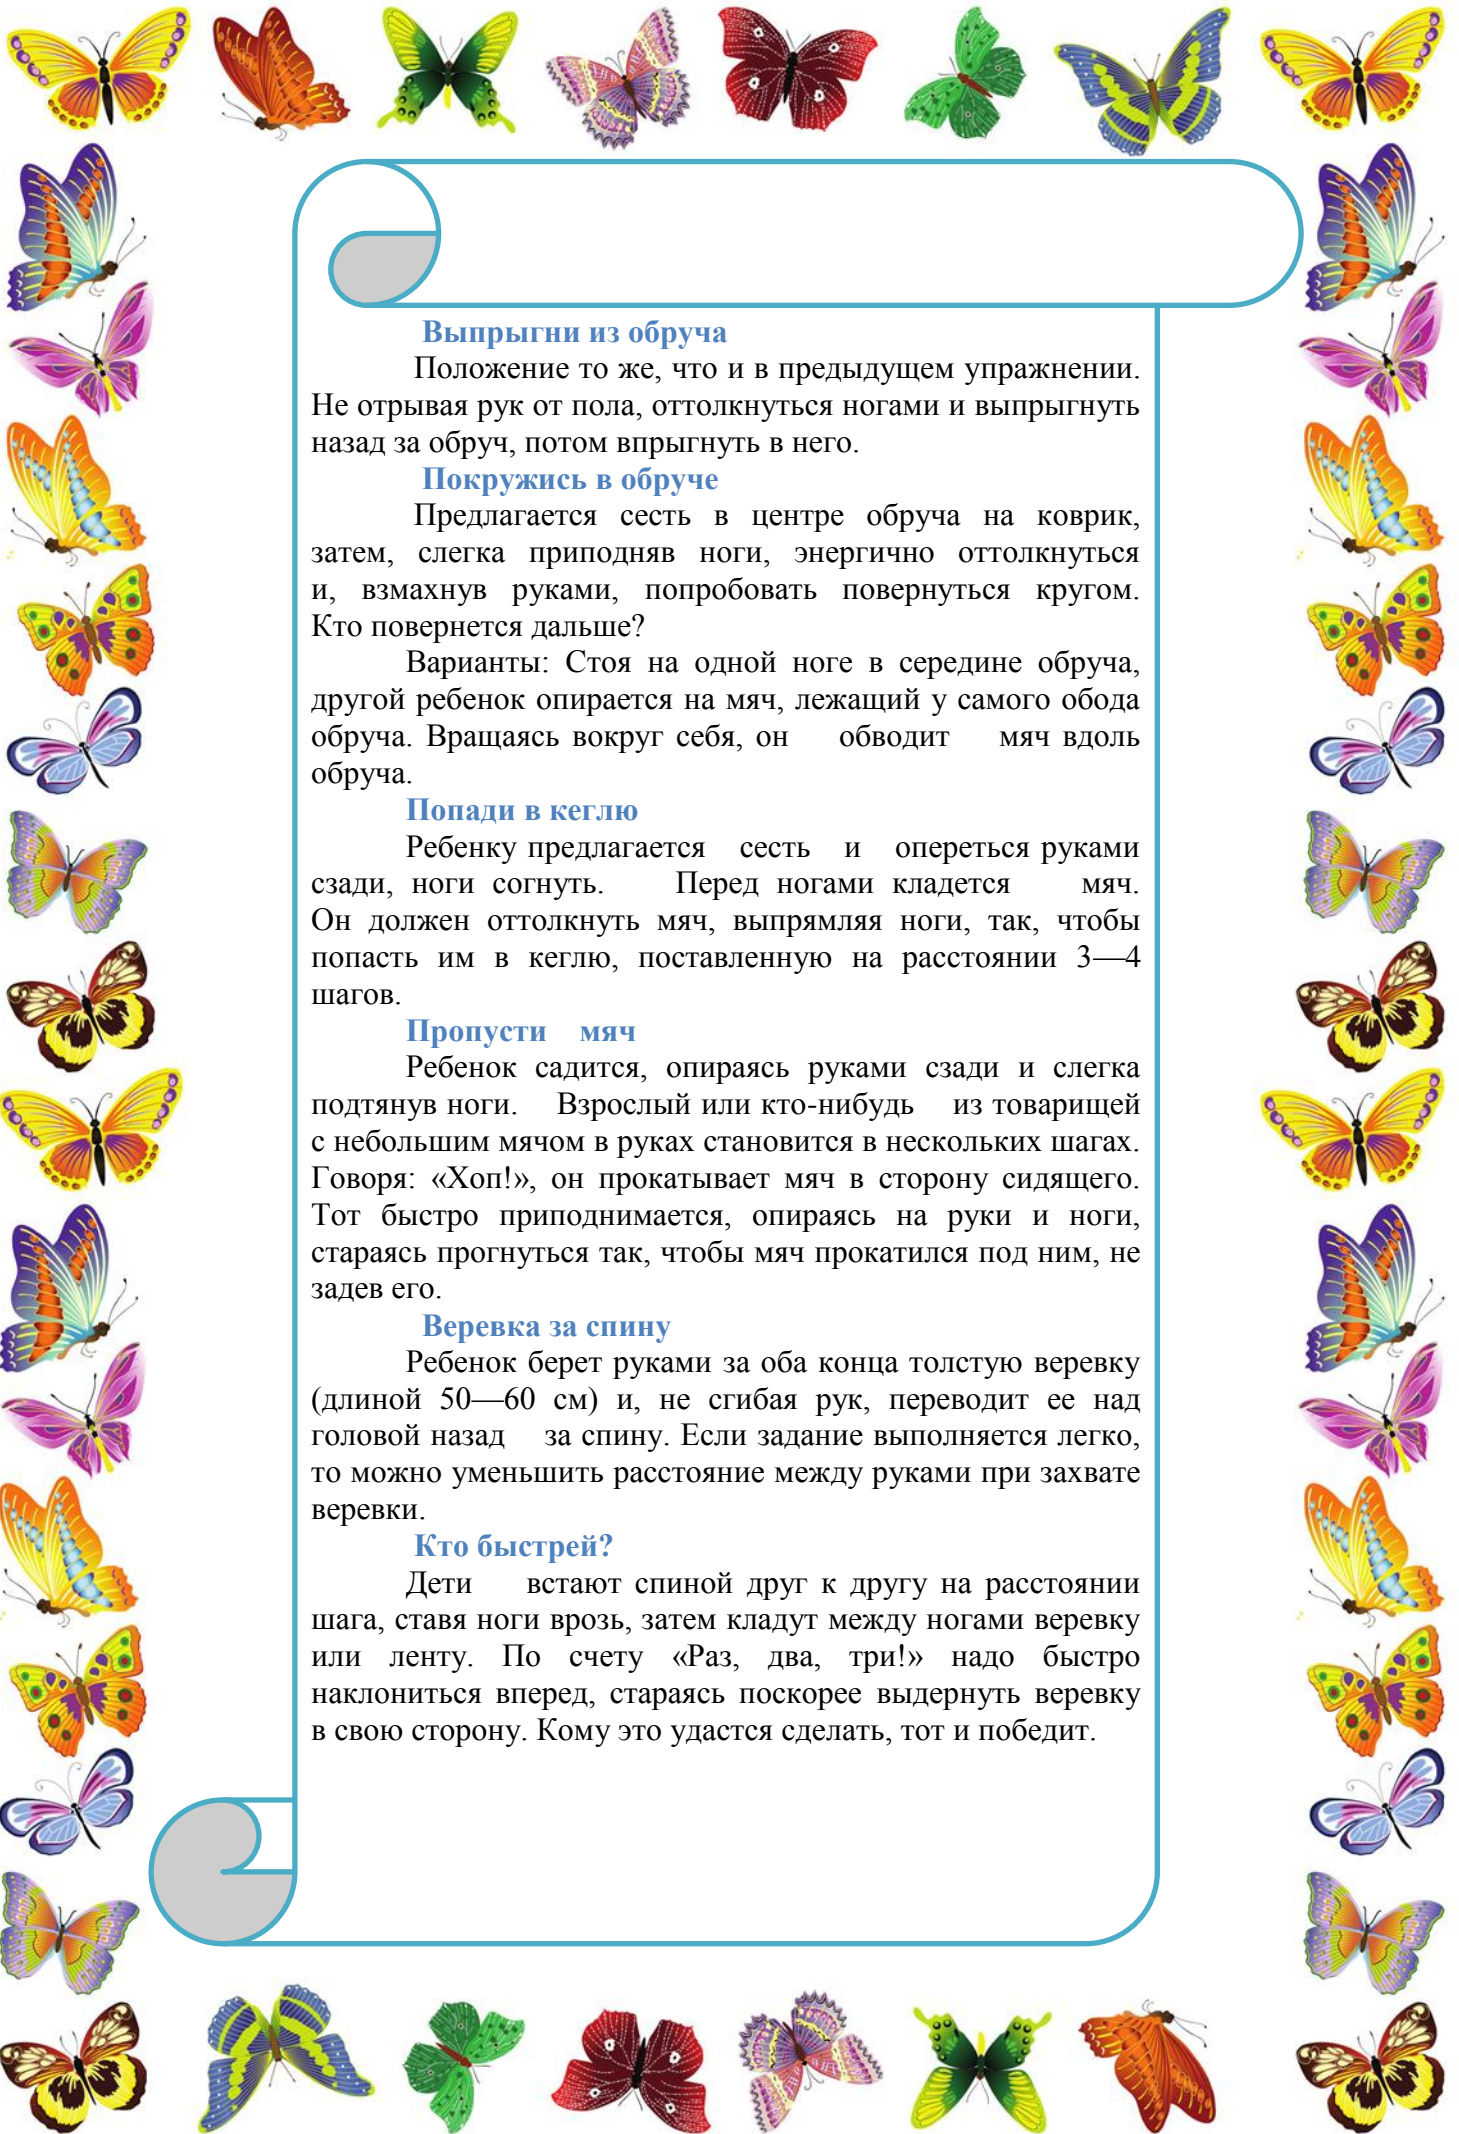 Выпрыгни из обруча
Положение то же, что и в предыдущем упражнении.
Не отрывая рук от пола, оттолкнуться ногами и выпрыгнуть
назад за обруч, потом впрыгнуть в него.
Покружись в обруче
Предлагается сесть в центре обруча на коврик,
затем, слегка приподняв ноги, энергично оттолкнуться
и, взмахнув руками, попробовать повернуться кругом.
Кто повернется дальше?
Варианты: Стоя на одной ноге в середине обруча,
другой ребенок опирается на мяч, лежащий у самого обода
обруча. Вращаясь вокруг себя, он обводит мяч вдоль
обруча.
Попади в кеглю
Ребенку предлагается сесть и опереться руками
сзади, ноги согнуть. Перед ногами кладется мяч.
Он должен оттолкнуть мяч, выпрямляя ноги, так, чтобы
попасть им в кеглю, поставленную на расстоянии 3—4
шагов.
Пропусти мяч
Ребенок садится, опираясь руками сзади и слегка
подтянув ноги. Взрослый или кто-нибудь из товарищей
с небольшим мячом в руках становится в нескольких шагах.
Говоря: «Хоп!», он прокатывает мяч в сторону сидящего.
Тот быстро приподнимается, опираясь на руки и ноги,
стараясь прогнуться так, чтобы мяч прокатился под ним, не
задев его.
Веревка за спину
Ребенок берет руками за оба конца толстую веревку
(длиной 50—60 см) и, не сгибая рук, переводит ее над
головой назад за спину. Если задание выполняется легко,
то можно уменьшить расстояние между руками при захвате
веревки.
Кто быстрей?
Дети встают спиной друг к другу на расстоянии
шага, ставя ноги врозь, затем кладут между ногами веревку
или ленту. По счету «Раз, два, три!» надо быстро
наклониться вперед, стараясь поскорее выдернуть веревку
в свою сторону. Кому это удастся сделать, тот и победит.